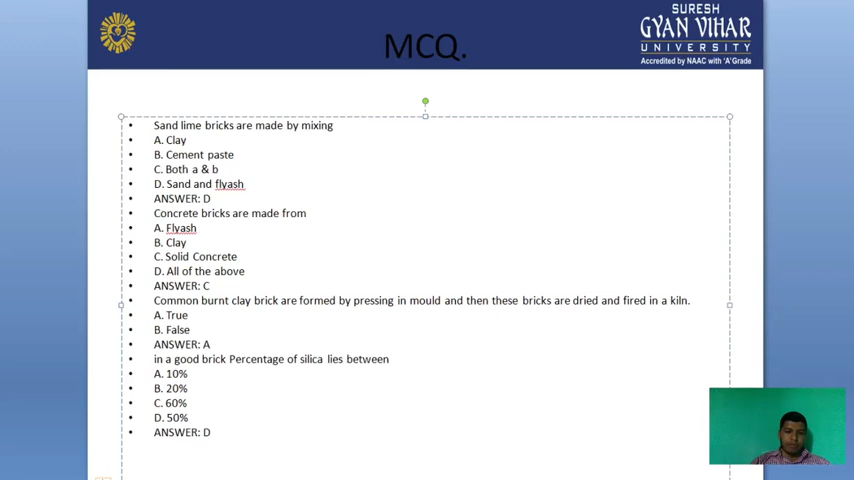 SURESH
GYAN VIHAR
UNIVERSITY
Accredited by NAAC with 'A' Grade
MCQ.
• Sand lime bricks are made by mixing
• A. Clay
• B. Cement paste
• C. Both a & b
• D. Sand and flyash
• ANSWER: D
• Concrete bricks are made from
• A. Flyash
• B. Clay
• C. Solid Concrete
• D. All of the above
• ANSWER: C
• Common burnt clay brick are formed by pressing in mould and then these bricks are dried and fired in a kiln.
• A. True
• B. False
• ANSWER: A
• in a good brick Percentage of silica lies between
• A. 10%
• B. 20%
• C. 60%
• D. 50%
• ANSWER: D